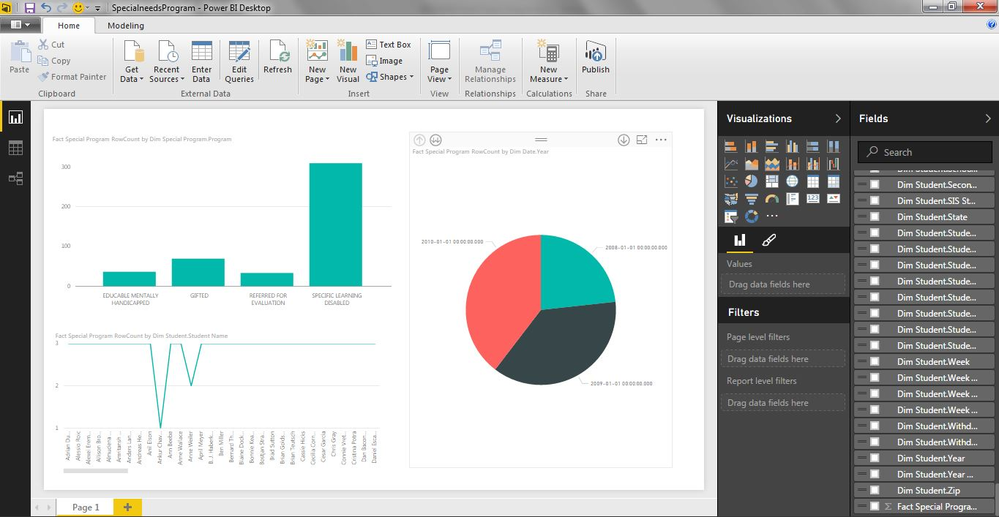 SpecialneedsProgram - Power BI Desktop
Home
Modeling
Paste
Cut
Copy
Format Painter
Clipboard
Get Data
Recent Sources
Enter Data
Edit Queries
Refresh
External Data
New Page
New Visual
Text Box
Image
Shapes
Insert
Page View
View
Manage Relationships
Relationships
New Measure
Calculations
Publish
Share
Fact Special Program RowCount by Dim Special Program.Program
300
200
100
0
EDUCABLE MENTALLY
HANDICAPPED
GIFTED
REFERRED FOR
EVALUATION
SPECIFIC LEARNING
DISABLED
Fact Special Program RowCount by Dim Student.Student Name
3
2
1
Adrian Du...
Alessio Roic
Alexei Erem...
Allison Bro...
Almudena ...
Amritansh ...
Anders Lan...
Andreas He...
Anil Elson
Ankur Chav...
Ann Beebe
Anne Wallace
Anne Weiler
April Meyer
B.J. Haberk...
Ben Miller
Bernard Th...
Blaine Dock...
Bonnie Kea...
Bostjan Stra...
Brad Sutton
Brian Golds...
Brian Teutsch
Cassie Hicks
Cecilia Corn...
Cesar Garcia
Chris Gray
Connie Vret...
Cristina Potra
Dan Bacon...
Daniel Esca...
Fact Special Program RowCount by Dim Date.Year
2010-01-01 00:00:00.000
2008-01-01 00:00:00.000
2009-01-01 00:00:00.000
Page 1
Visualizations
123
Values
Drag data fields here
Filters
Page level filters
Drag data fields here
Report level filters
Drag data fields here
Fields
Search
Dim Student.Secon...
Dim Student.SIS St...
Dim Student.State
Dim Student.Stude...
Dim Student.Stude...
Dim Student.Stude...
Dim Student.Stude...
Dim Student.Stude...
Dim Student.Stude...
Dim Student.Stude...
Dim Student.Stude...
Dim Student.Week
Dim Student.Week ...
Dim Student.Week ...
Dim Student.Week ...
Dim Student.Withd...
Dim Student.Withd...
Dim Student.Year
Dim Student.Year ...
Dim Student.Zip
Fact Special Progra...